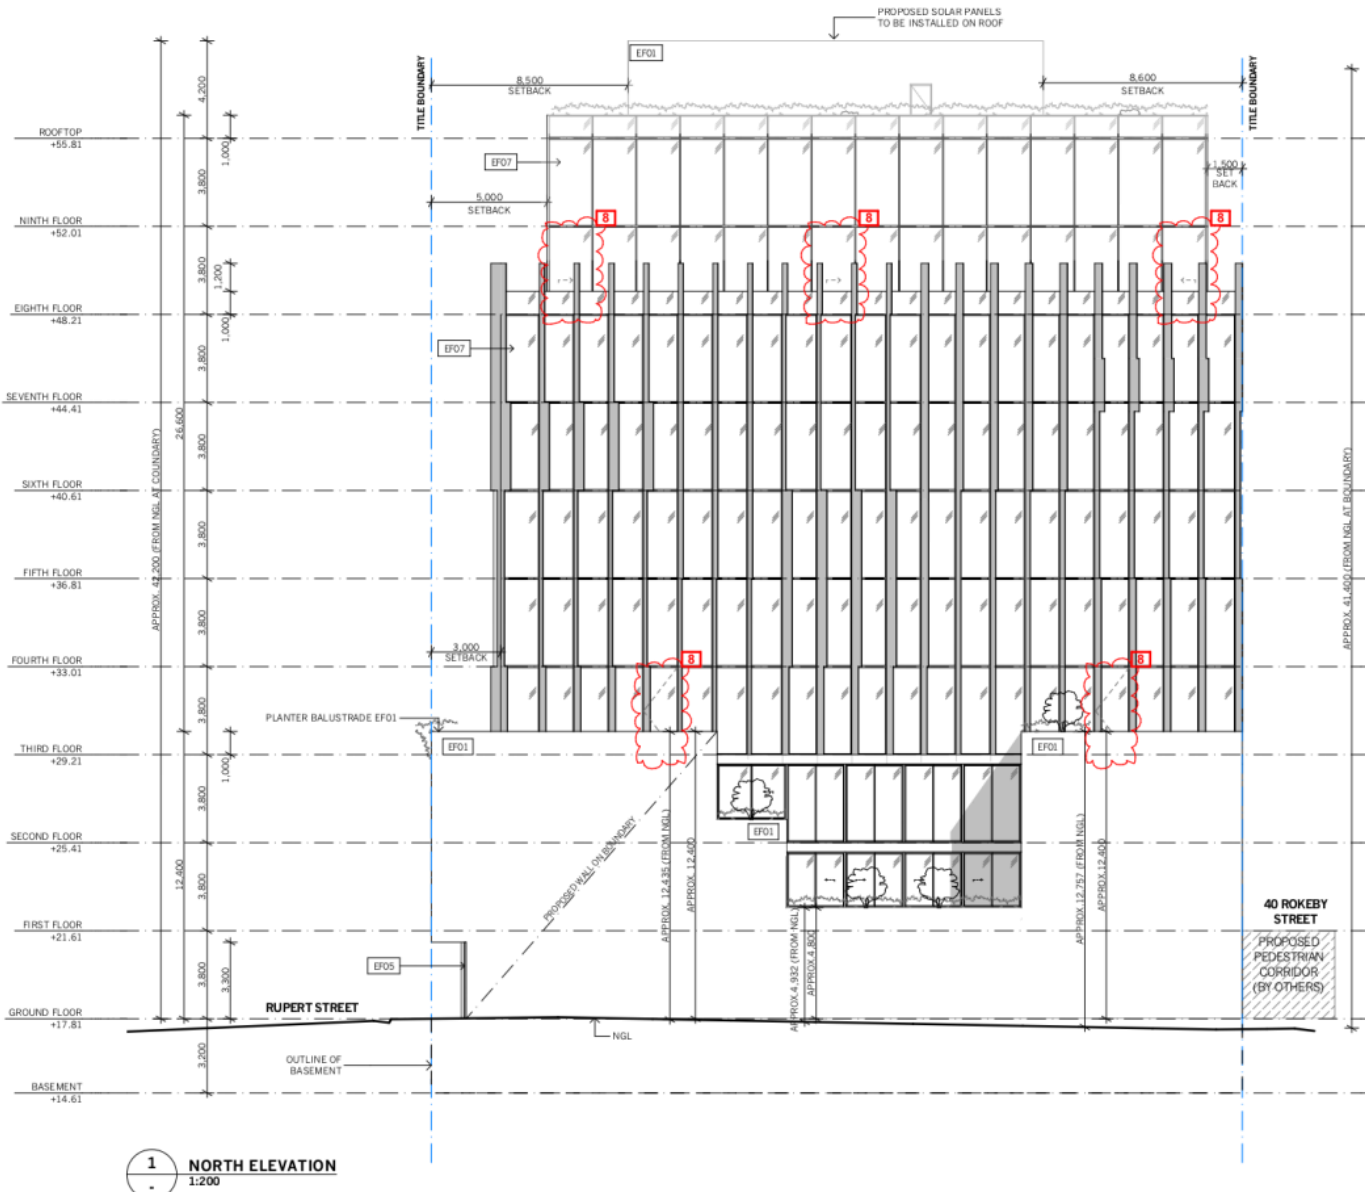 PROPOSED SOLAR PANELS
TO BE INSTALLED ON ROOF
EF01
TITLE BOUNDARY
TITLE BOUNDARY
8,500
SETBACK
8,600
SETBACK
4,200
ROOFTOP
+55.81
1,000
EF07
3,800
1,500
SET
BACK
5,000
SETBACK
NINTH FLOOR
+52.01
8
8
8
3,800
1,200
EIGHTH FLOOR
+48.21
1,000
EF07
3,800
SEVENTH FLOOR
+44.41
26,600
3,800
APPROX. 42,200 (FROM NGL AT COUNDARY)
APPROX. 41,400 (FROM NGL AT BOUNDARY)
SIXTH FLOOR
+40.61
3,800
FIFTH FLOOR
+36.81
3,800
3,000
SETBACK
FOURTH FLOOR
+33.01
8
8
3,800
PLANTER BALUSTRADE EF01
EF01
EF01
THIRD FLOOR
+29.21
1,000
3,800
EF01
SECOND FLOOR
+25.41
PROPOSED WALL ON BOUNDARY
APPROX. 12,435 (FROM NGL)
APPROX. 12,400
APPROX. 12,757 (FROM NGL)
APPROX. 12,400
12,400
3,800
APPROX. 4,932 (FROM NGL)
APPROX. 4,800
40 ROKEBY
STREET
FIRST FLOOR
+21.61
PROPOSED
PEDESTRIAN
CORRIDOR
(BY OTHERS)
EF05
3,800
3,300
RUPERT STREET
GROUND FLOOR
+17.81
NGL
3,200
OUTLINE OF
BASEMENT
BASEMENT
+14.61
1
-
NORTH ELEVATION
1:200